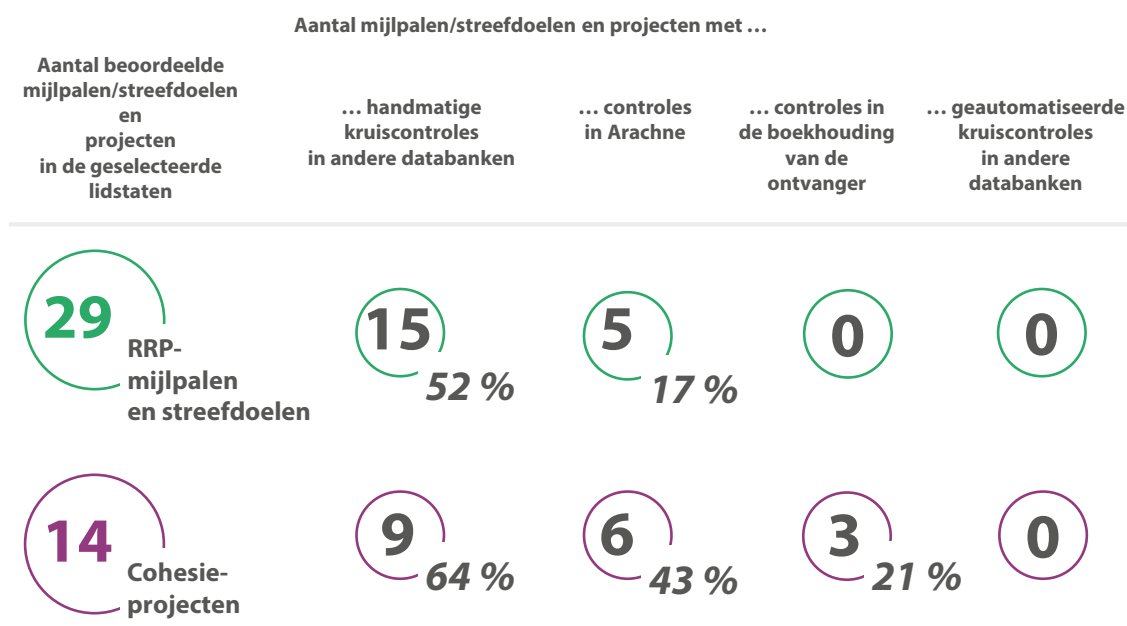 Aantal mijlpalen/streefdoelen en projecten met …
Aantal beoordeelde
mijlpalen/streefdoelen
en
projecten
in de geselecteerde
lidstaten
… handmatige
kruiscontroles
in andere databanken
… controles
in Arachne
… controles in
de boekhouding
van de
ontvanger
… geautomatiseerde
kruiscontroles
in andere
databanken
29
RRP-
mijlpalen
en streefdoelen
15
52 %
5
17 %
0
0
14
Cohesie-
projecten
9
64 %
6
43 %
3
21 %
0